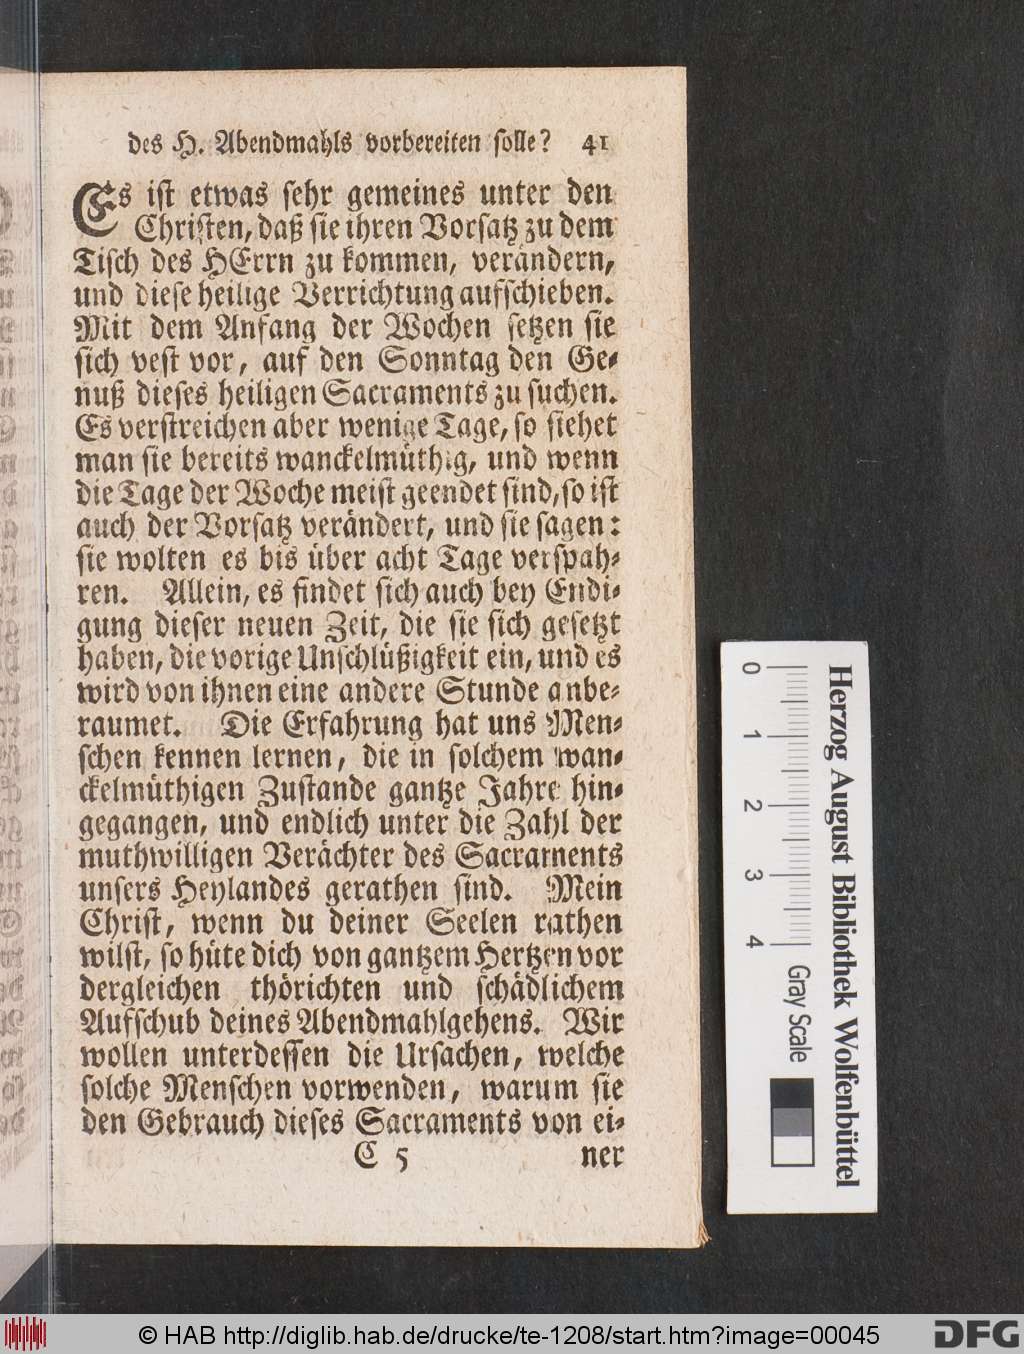 des H. Abendmahls vorbereiten solle? 41
Es ist etwas sehr gemeines unter den
Christen, daß sie ihren Vorsatz zu dem
Tisch des HErrn zu kommen, verändern,
und diese heilige Verrichtung aufschieben.
Mit dem Anfang der Wochen setzen sie
sich vest vor, auf den Sonntag den Ge-
nuß dieses heiligen Sacraments zu suchen.
Es verstreichen aber wenige Tage, so siehet
man sie bereits wanckelmüthig, und wenn
die Tage der Woche meist geendet sind, so ist
auch der Vorsatz verändert, und sie sagen:
sie wolten es bis über acht Tage verspah-
ren. Allein, es findet sich auch bey Endi-
gung dieser neuen Zeit, die sie sich gesetzt
haben, die vorige Unschlüßigkeit ein, und es
wird von ihnen eine andere Stunde anbe-
raumet. Die Erfahrung hat uns Men-
schen kennen lernen, die in solchem wan-
ckelmüthigen Zustande gantze Jahre hin-
gegangen, und endlich unter die Zahl der
muthwilligen Verächter des Sacraments
unsers Heylandes gerathen sind. Mein
Christ, wenn du deiner Seelen rathen
wilst, so hüte dich von gantzem Hertzen vor
dergleichen thörichten und schädlichem
Aufschub deines Abendmahlgehens. Wir
wollen unterdessen die Ursachen, welche
solche Menschen vorwenden, warum sie
den Gebrauch dieses Sacraments von ei-
C 5 ner
Herzog August Bibliothek Wolfenbüttel
0 1 2 3 4 Gray Scale
© HAB http://diglib.hab.de/drucke/te-1208/start.htm?image=00045
DFG